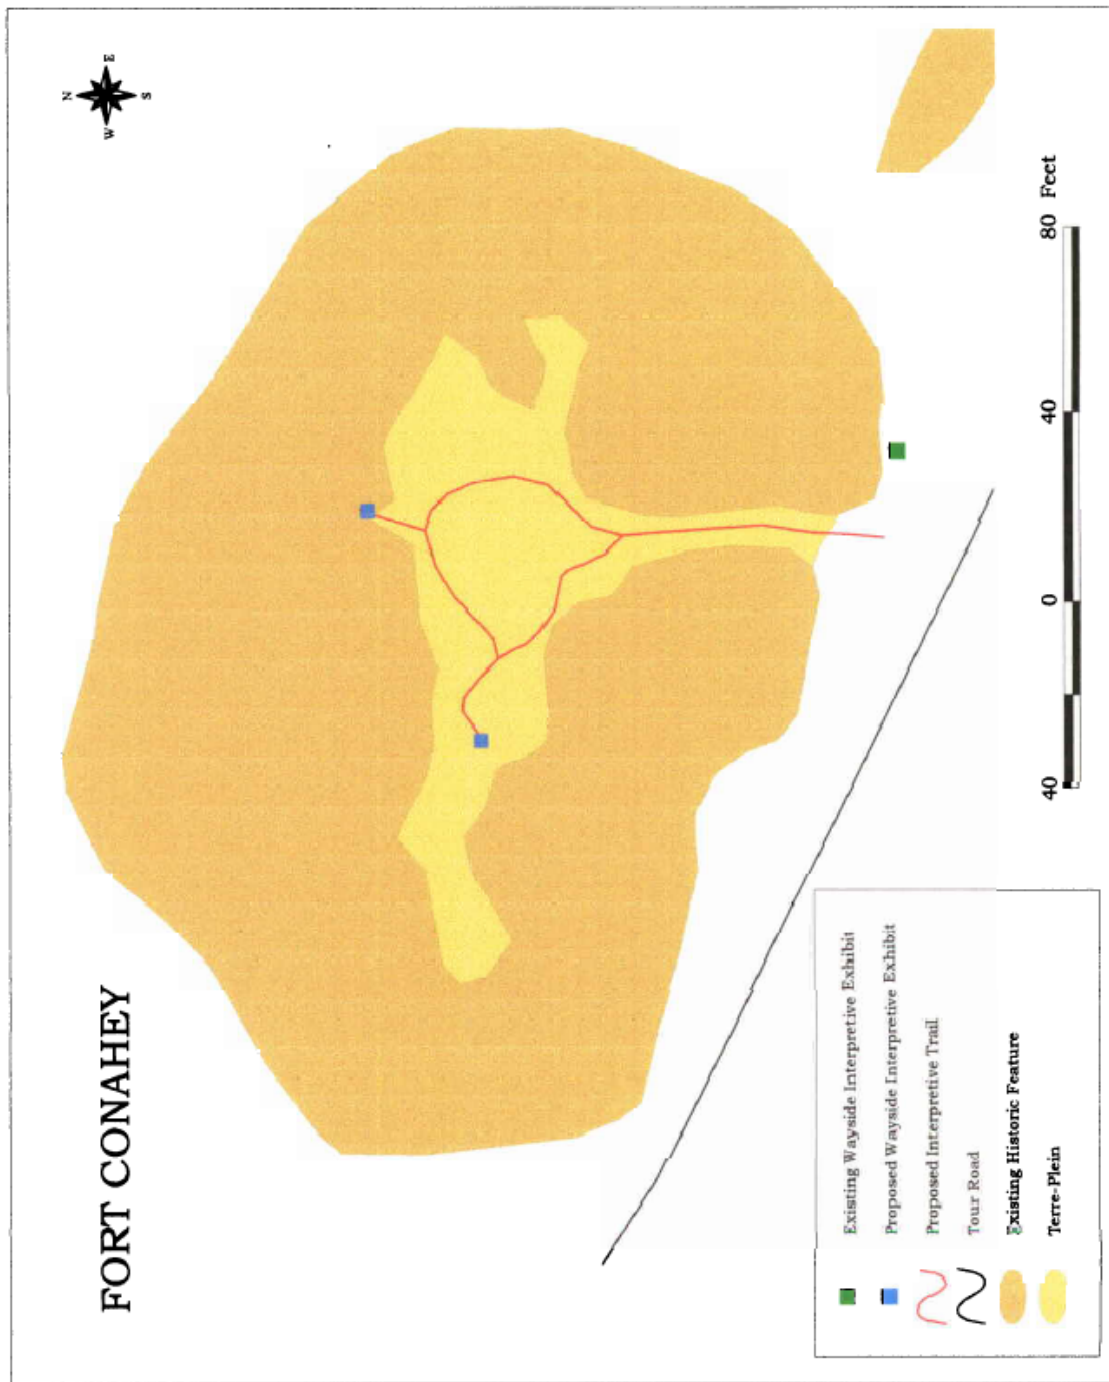 FORT CONAHEY
N
W E
S
Existing Wayside Interpretive Exhibit
Proposed Wayside Interpretive Exhibit
Proposed Interpretive Trail
Tour Road
Existing Historic Feature
Terre-Plein
40 0 40 80 Feet